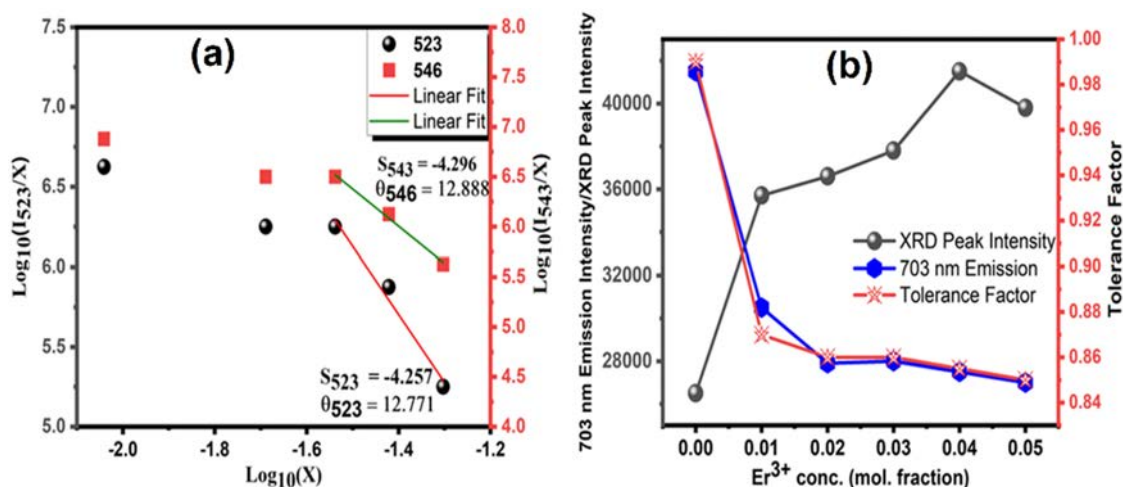 (a)
523
546
Linear Fit
Linear Fit
S543 = -4.296
θ546 = 12.888
S523 = -4.257
θ523 = 12.771
7.5
7.0
6.5
6.0
5.5
5.0
8.0
7.5
7.0
6.5
6.0
5.5
5.0
4.5
4.0
-2.0
-1.8
-1.6
-1.4
-1.2
Log10(I523/X)
Log10(I543/X)
Log10(X)
(b)
XRD Peak Intensity
703 nm Emission
Tolerance Factor
40000
36000
32000
28000
1.00
0.98
0.96
0.94
0.92
0.90
0.88
0.86
0.84
0.00
0.01
0.02
0.03
0.04
0.05
703 nm Emission Intensity/XRD Peak Intensity
Tolerance Factor
Er3+ conc. (mol. fraction)